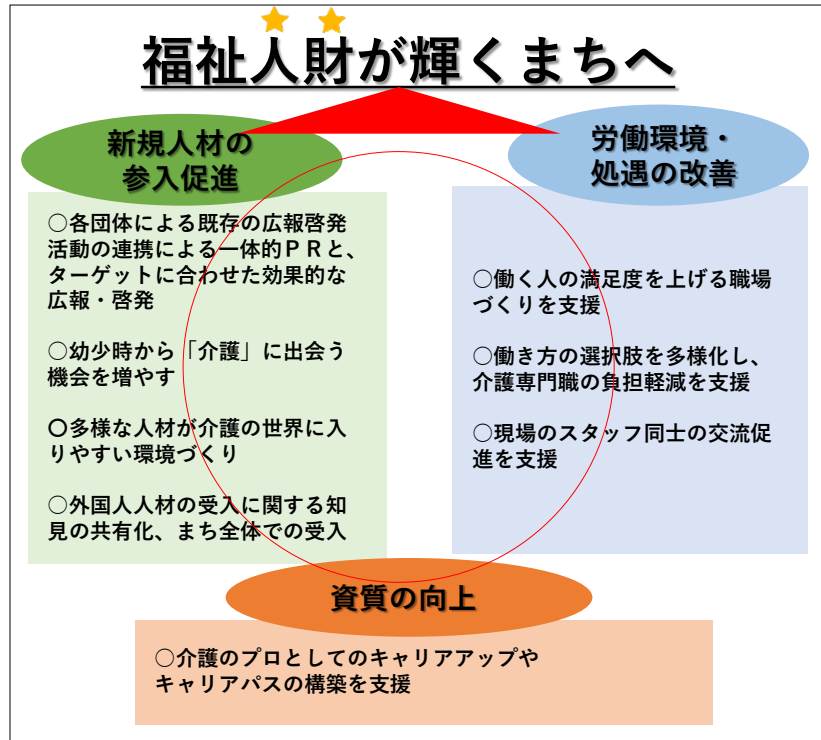 福祉人財が輝くまちへ
新規人材の
参入促進
○各団体による既存の広報啓発
活動の連携による一体的ＰＲと、
ターゲットに合わせた効果的な
広報・啓発
○幼少時から「介護」に出会う
機会を増やす
○多様な人材が介護の世界に入
りやすい環境づくり
○外国人人材の受入に関する知
見の共有化、まち全体での受入
労働環境・
処遇の改善
○働く人の満足度を上げる職場
づくりを支援
○働き方の選択肢を多様化し、
介護専門職の負担軽減を支援
○現場のスタッフ同士の交流促
進を支援
資質の向上
○介護のプロとしてのキャリアアップや
キャリアパスの構築を支援